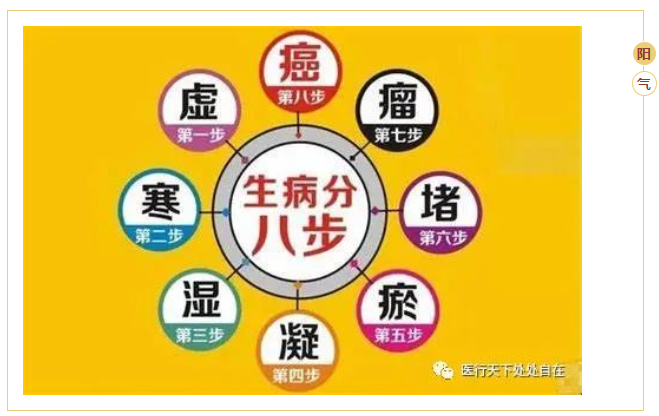 生病分
八步
虚
第一步
寒
第二步
湿
第三步
凝
第四步
瘀
第五步
堵
第六步
瘤
第七步
癌
第八步
医行天下处处自在
阳
气